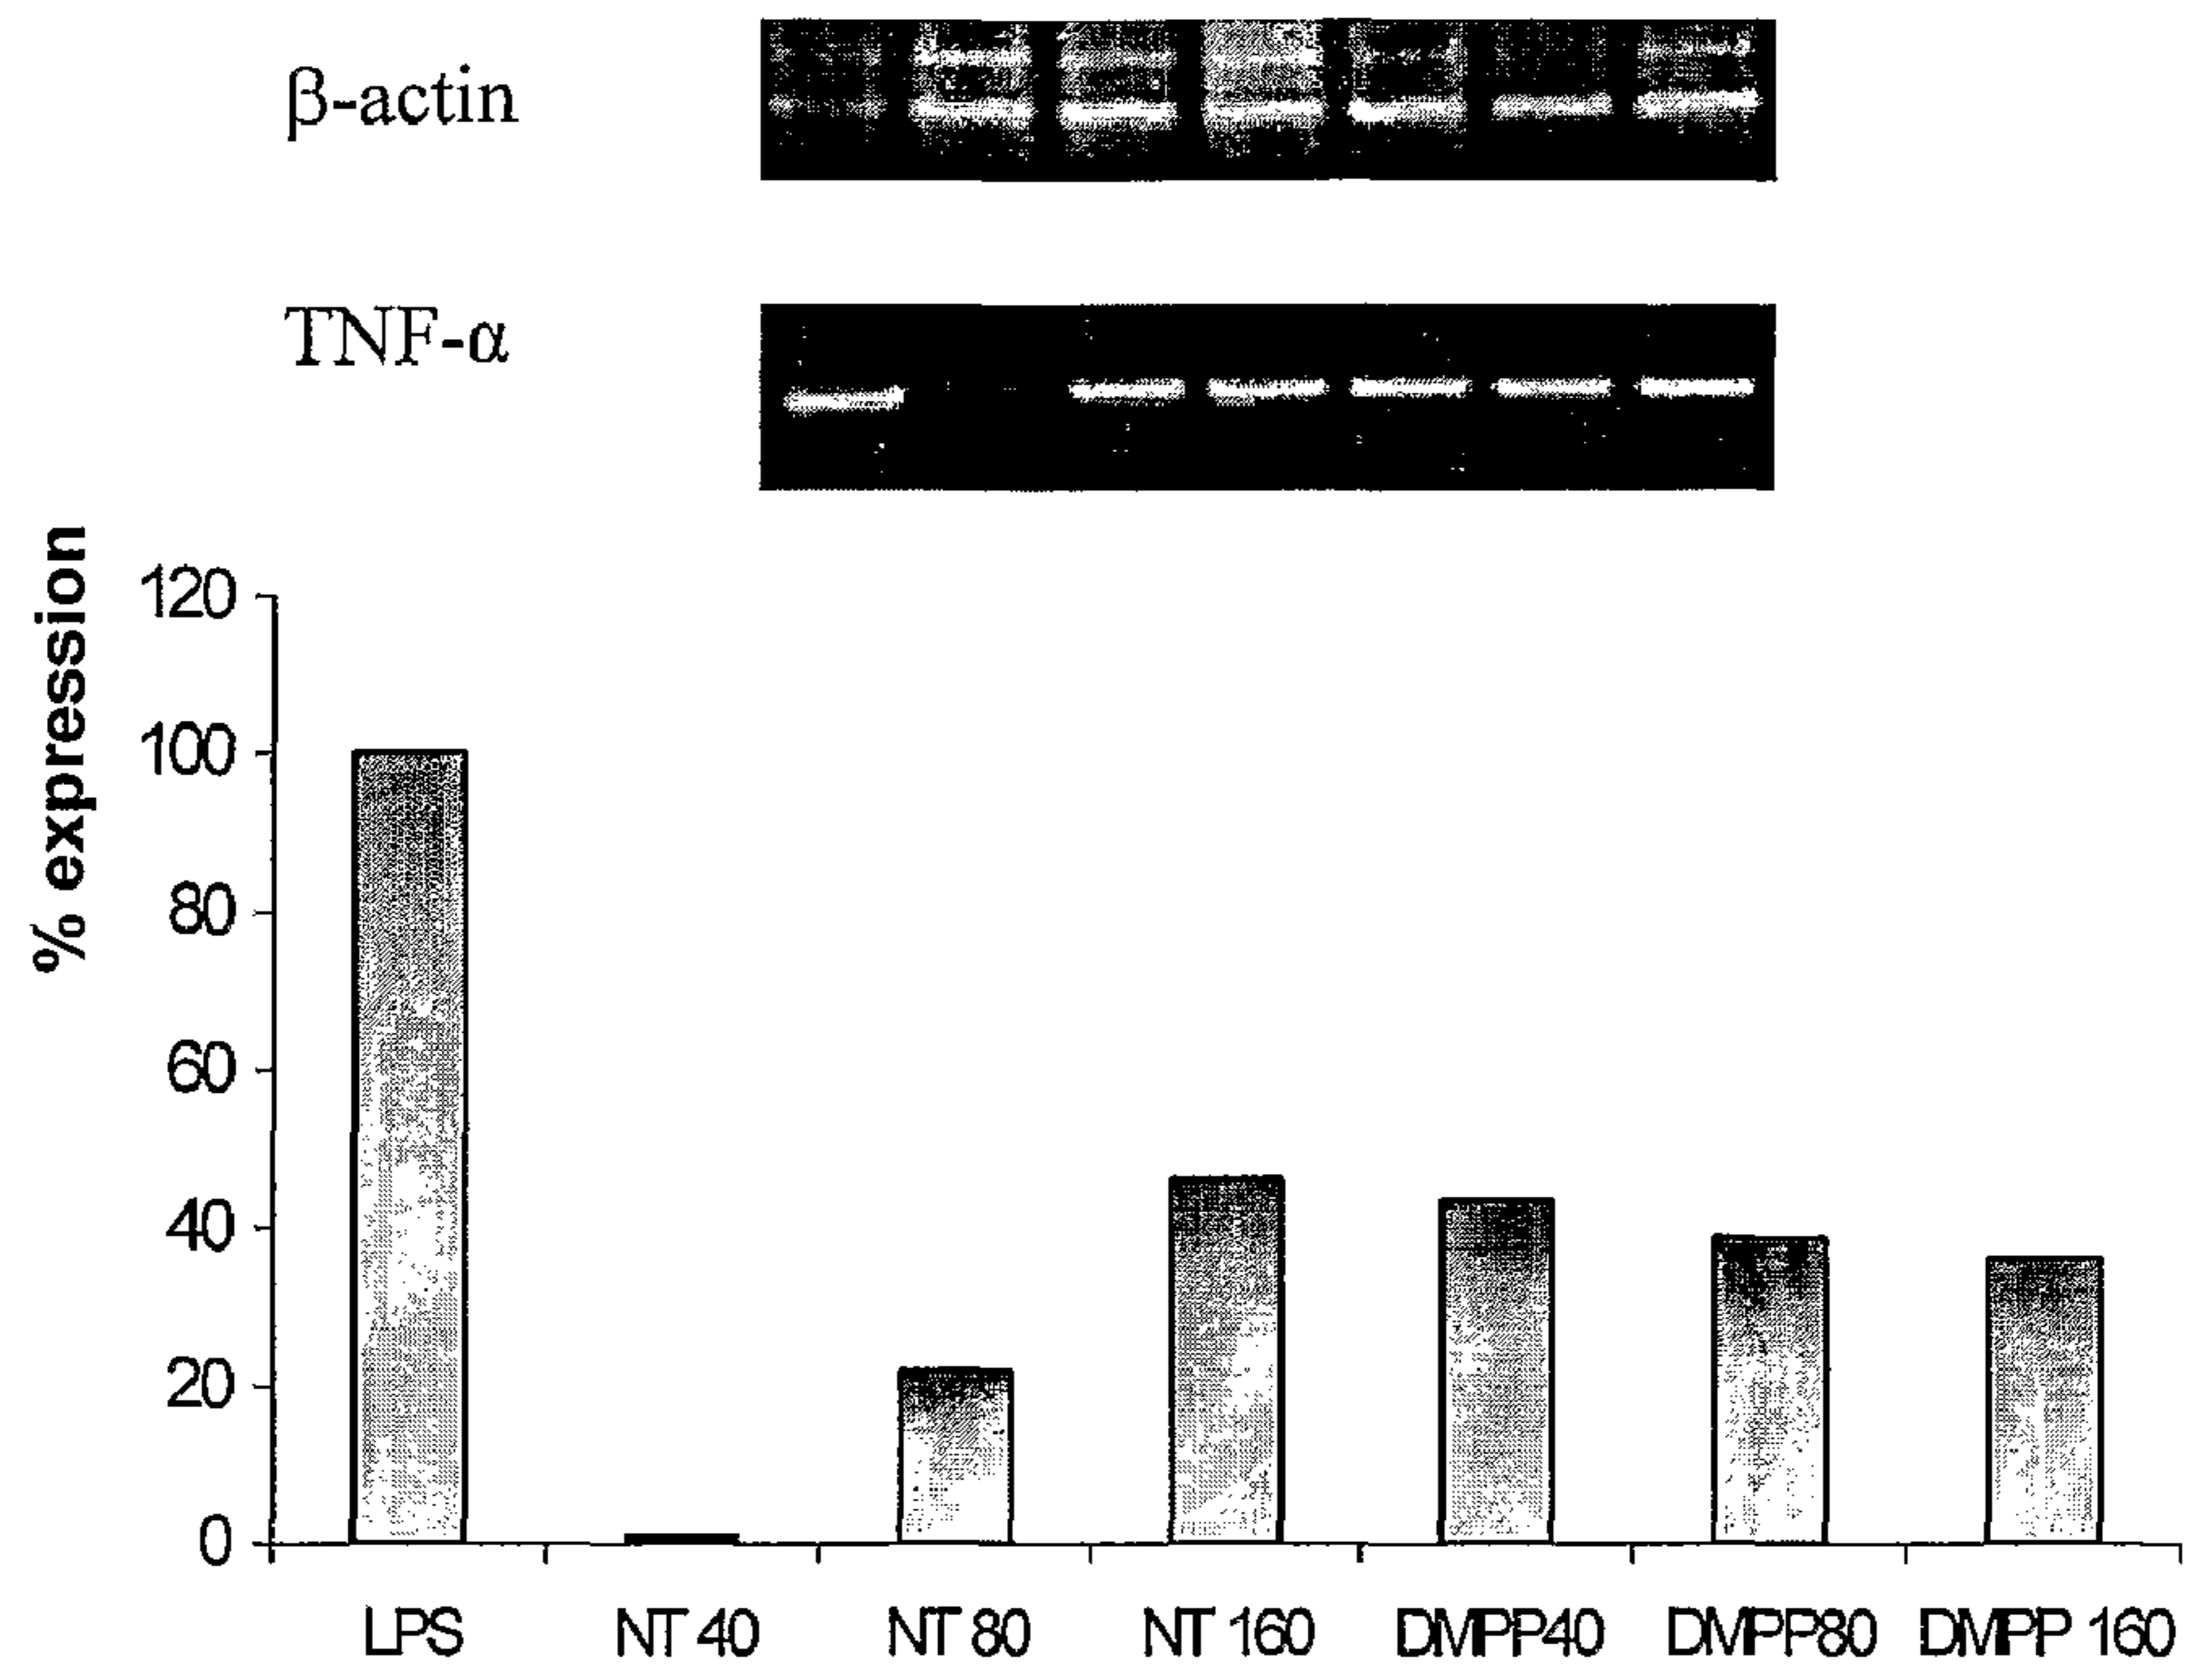 β-actin
TNF-α
% expression
120
100
80
60
40
20
0
LPS NT 40 NT 80 NT 160 DMPP40 DMPP80 DMPP 160